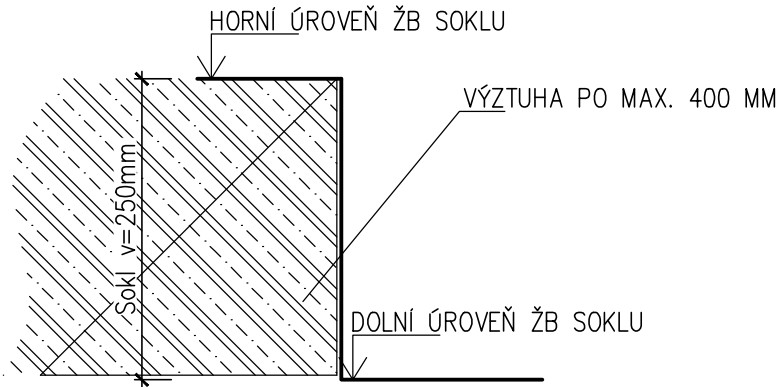 HORNÍ ÚROVEŇ ŽB SOKLU
VÝZTUHA PO MAX. 400 MM
Sokl v=250mm
DOLNÍ ÚROVEŇ ŽB SOKLU